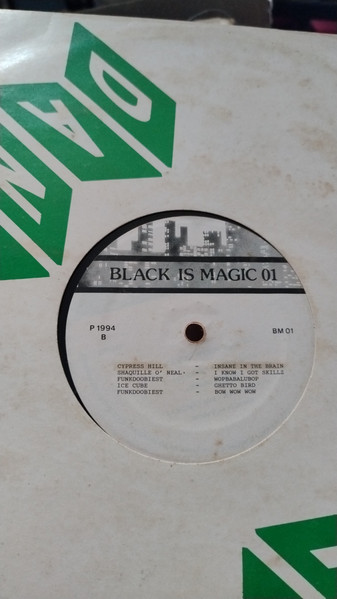 DAN
BLACK IS MAGIC 01
P 1994
B
BM 01
CYPRESS HILL - INSANE IN THE BRAIN
SHAQUILLE O' NEAL- - I KNOW I GOT SKILLZ
FUNKDOOBIEST - WOPBABALUBOP
ICE CUBE - GHETTO BIRD
FUNKDOOBIEST - BOW WOW WOW